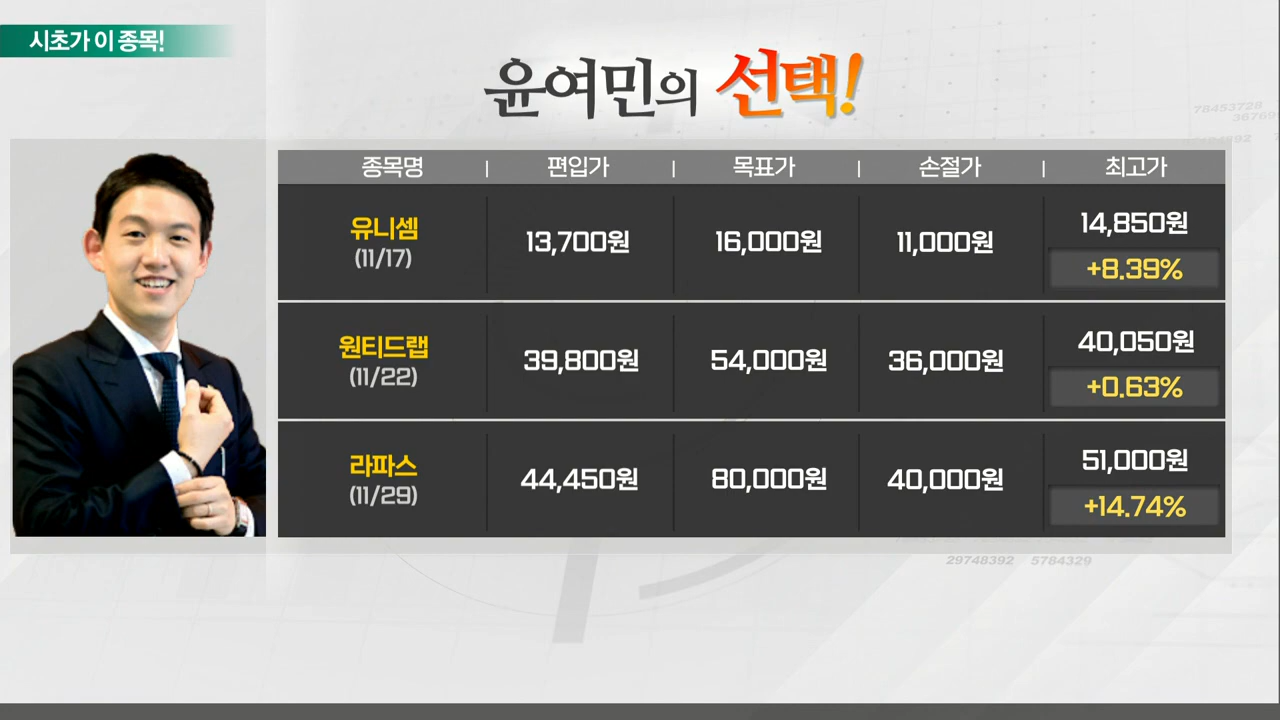 시초가 이 종목!
윤여민의 선택!
종목명 | 편입가 | 목표가 | 손절가 | 최고가
유니셈 (11/17) 13,700원 16,000원 11,000원 14,850원 +8.39%
원티드랩 (11/22) 39,800원 54,000원 36,000원 40,050원 +0.63%
라파스 (11/29) 44,450원 80,000원 40,000원 51,000원 +14.74%
29748392 5784329